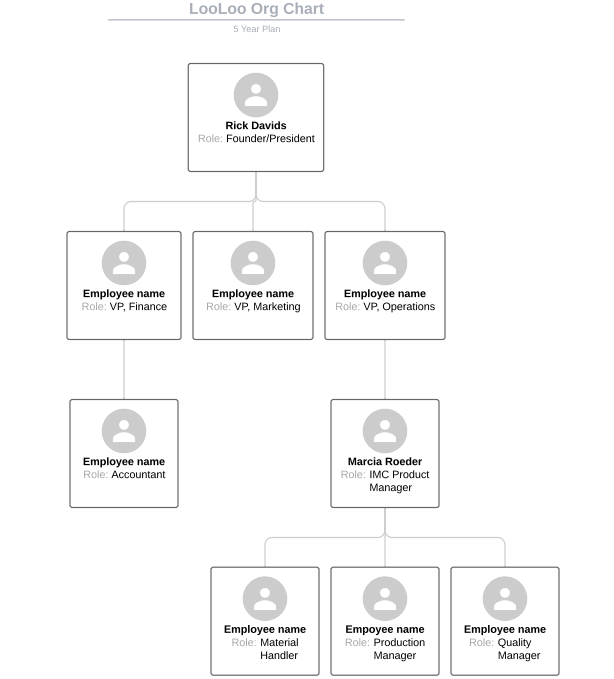 LooLoo Org Chart
5 Year Plan
Rick Davids
Role: Founder/President
Employee name
Role: VP, Finance
Employee name
Role: VP, Marketing
Employee name
Role: VP, Operations
Employee name
Role: Accountant
Marcia Roeder
Role: IMC Product
Manager
Employee name
Role: Material
Handler
Empoyee name
Role: Production
Manager
Employee name
Role: Quality
Manager